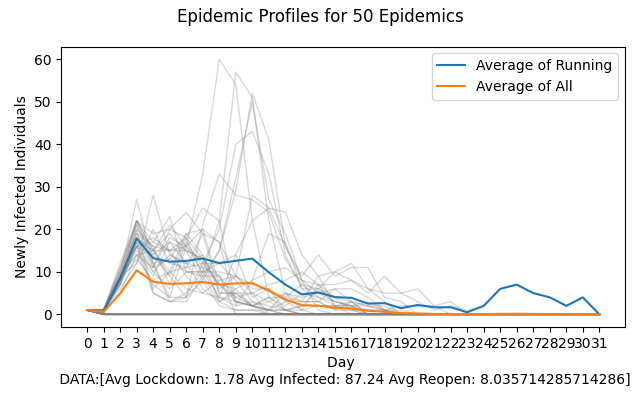 Epidemic Profiles for 50 Epidemics
60
50
40
30
20
10
0
Newly Infected Individuals
Average of Running
Average of All
0 1 2 3 4 5 6 7 8 9 10 11 12 13 14 15 16 17 18 19 20 21 22 23 24 25 26 27 28 29 30 31
Day
DATA:[Avg Lockdown: 1.78 Avg Infected: 87.24 Avg Reopen: 8.035714285714286]